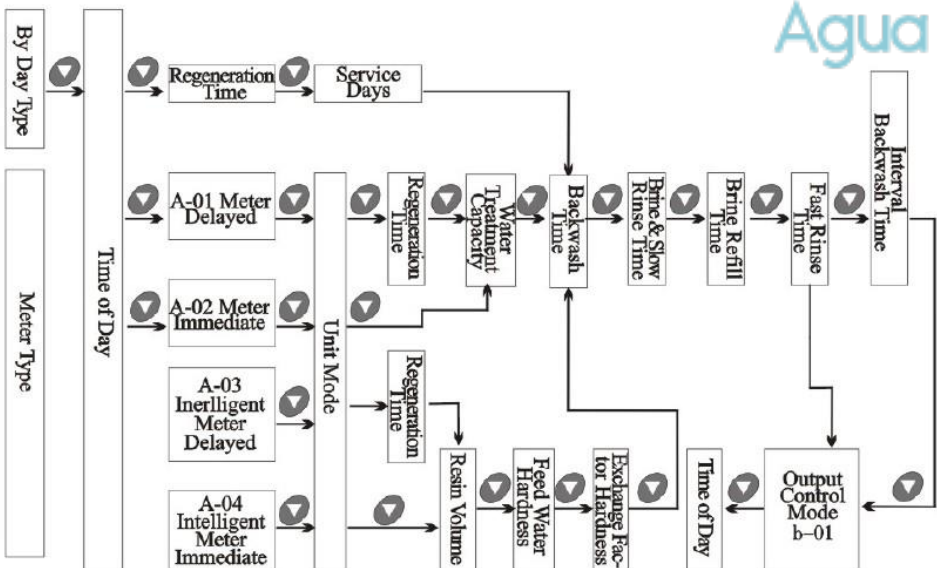 Agua
By Day Type
Time of Day
Regeneration
Time
Service
Days
Meter Type
A-01 Meter
Delayed
A-02 Meter
Immediate
A-03
Inerlligent
Meter
Delayed
A-04
Intelligent
Meter
Immediate
Unit Mode
Regeneration
Time
Water
Treatment
Capacity
Backwash
Time
Brine & Slow
Rinse Time
Brine Refill
Time
Fast Rinse
Time
Interval
Backwash Time
Regeneration
Time
Resin Volume
Feed Water
Hardness
Exchange Fac-
tor Hardness
Time of Day
Output
Control
Mode
b-01